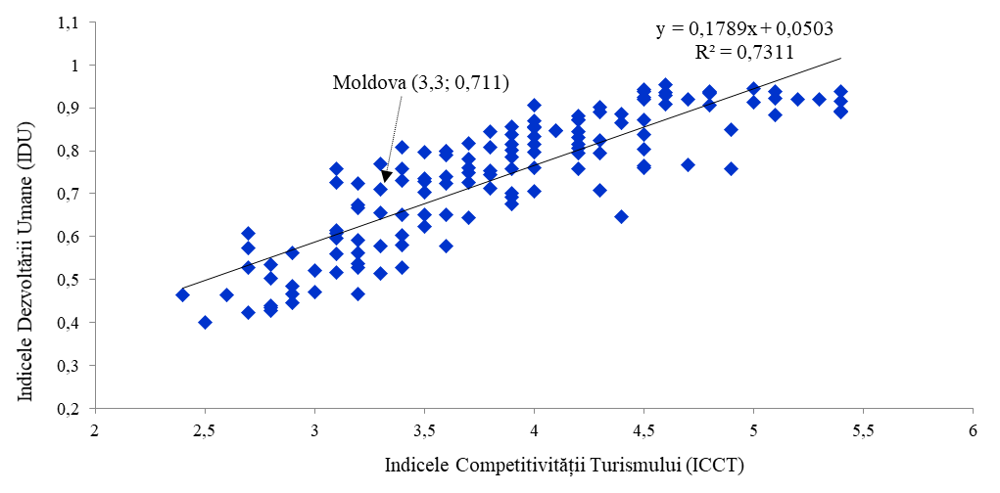 1,1
1
0,9
0,8
0,7
0,6
0,5
0,4
0,3
0,2
Indicele Dezvoltării Umane (IDU)
y = 0,1789x + 0,0503
R² = 0,7311
Moldova (3,3; 0,711)
2 2,5 3 3,5 4 4,5 5 5,5 6
Indicele Competitivității Turismului (ICCT)